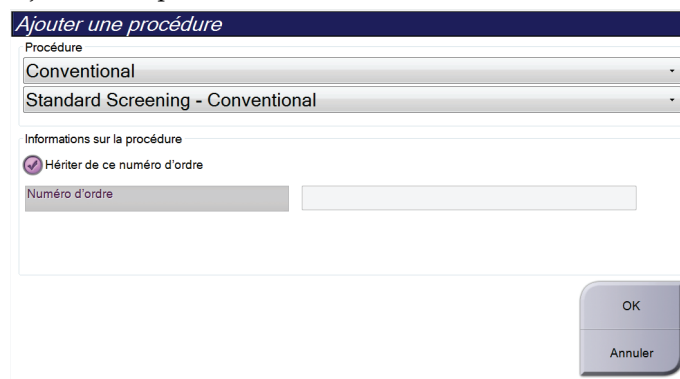 Ajouter une procédure
Procédure
Conventional
Standard Screening - Conventional
Informations sur la procédure
Hériter de ce numéro d'ordre
Numéro d'ordre
OK
Annuler